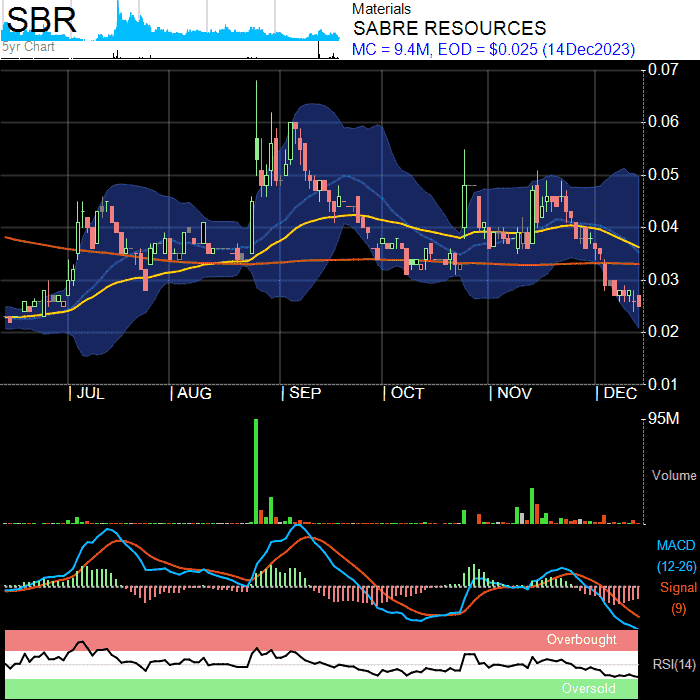 SBR
5yr Chart
Materials
SABRE RESOURCES
MC = 9.4M, EOD = $0.025 (14Dec2023)
0.07
0.06
0.05
0.04
0.03
0.02
0.01
| JUL | AUG | SEP | OCT | NOV | DEC
95M
Volume
MACD
(12-26)
Signal
(9)
Overbought
RSI(14)
Oversold